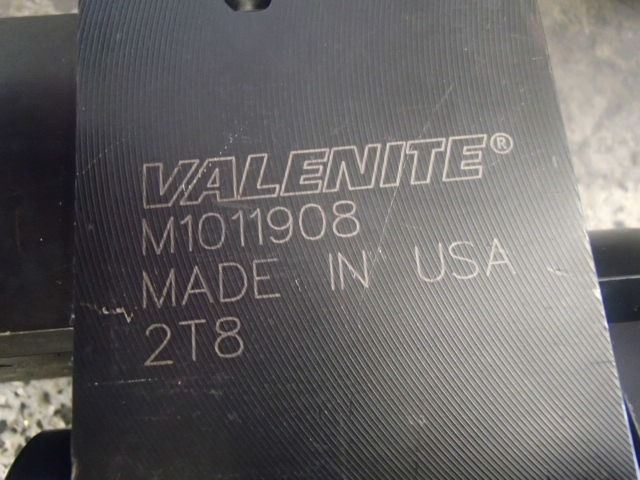 VALENITE®
M1011908
MADE IN USA
2T8